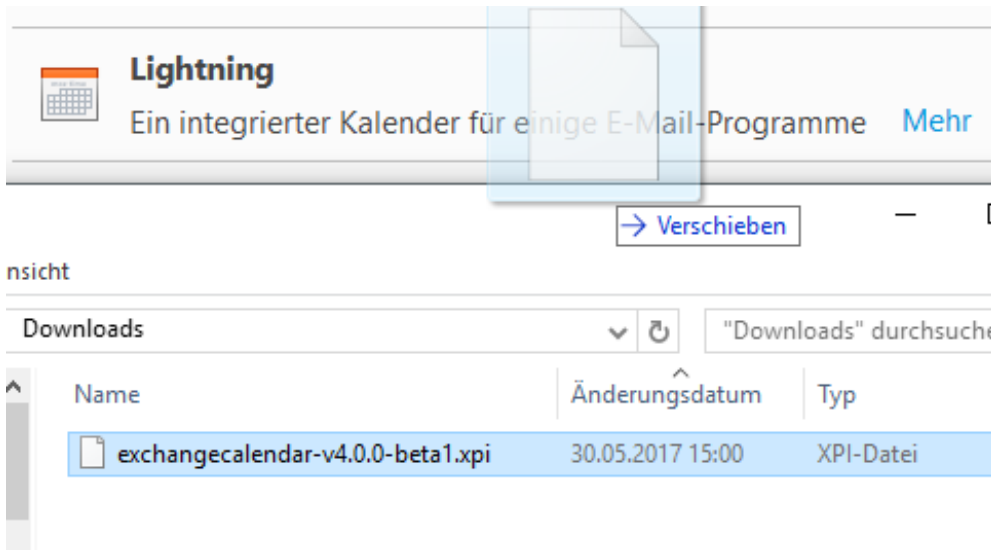 Lightning
Ein integrierter Kalender für einige E-Mail-Programme Mehr
Verschieben
nsicht
Downloads "Downloads" durchsuche
Name Änderungsdatum Typ
exchangecalendar-v4.0.0-beta1.xpi 30.05.2017 15:00 XPI-Datei